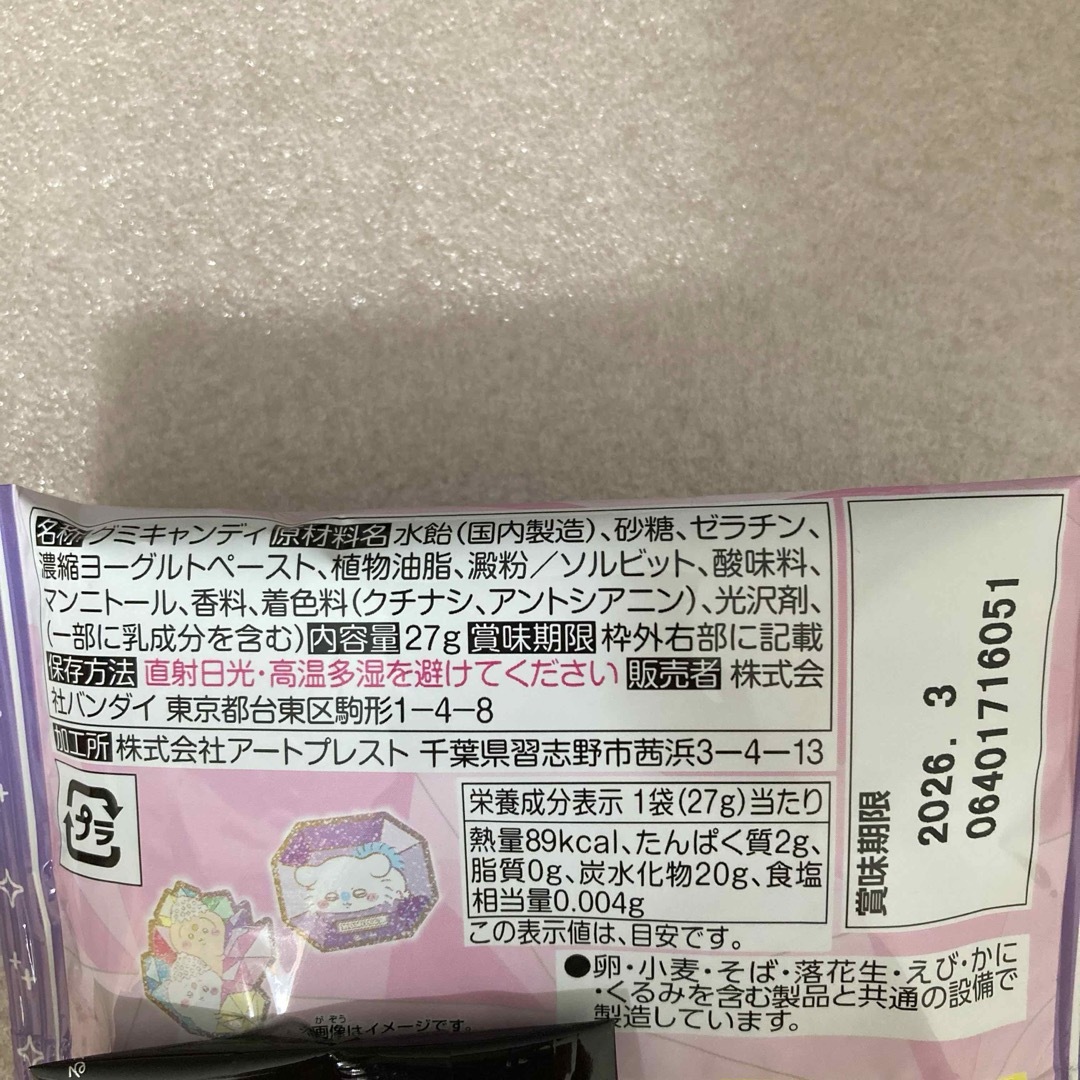 名称 グミキャンディ 原材料名 水飴(国内製造)、砂糖、ゼラチン、
濃縮ヨーグルトペースト、植物油脂、澱粉／ソルビット、酸味料、
マンニトール、香料、着色料(クチナシ、アントシアニン)、光沢剤、
(一部に乳成分を含む) 内容量 27g 賞味期限 枠外右部に記載
保存方法 直射日光・高温多湿を避けてください 販売者 株式会
社バンダイ 東京都台東区駒形1-4-8
加工所 株式会社アートプレスト 千葉県習志野市茜浜3-4-13
プラ
栄養成分表示 1袋(27g)当たり
熱量89kcal、たんぱく質2g、
脂質0g、炭水化物20g、食塩
相当量0.004g
この表示値は、目安です。
賞味期限
2026.3
06401716051
●卵・小麦・そば・落花生・えび・かに
・くるみを含む製品と共通の設備で
製造しています。
がぞう
画像はイメージです。